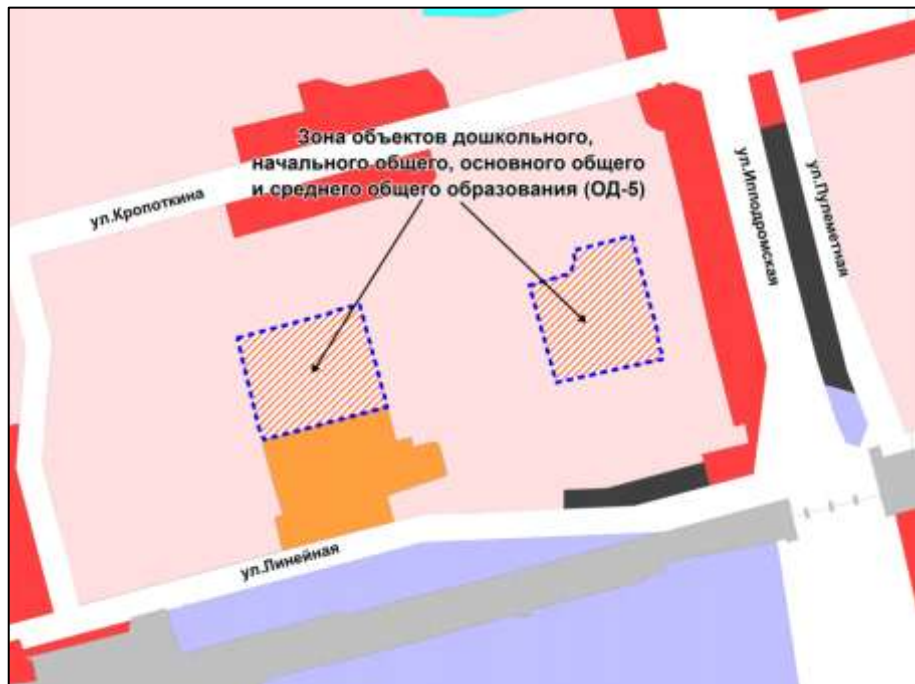 Зона объектов дошкольного,
начального общего, основного общего
и среднего общего образования (ОД-5)
ул.Кропоткина
ул.Ипподромская
ул.Пулеметная
ул.Линейная